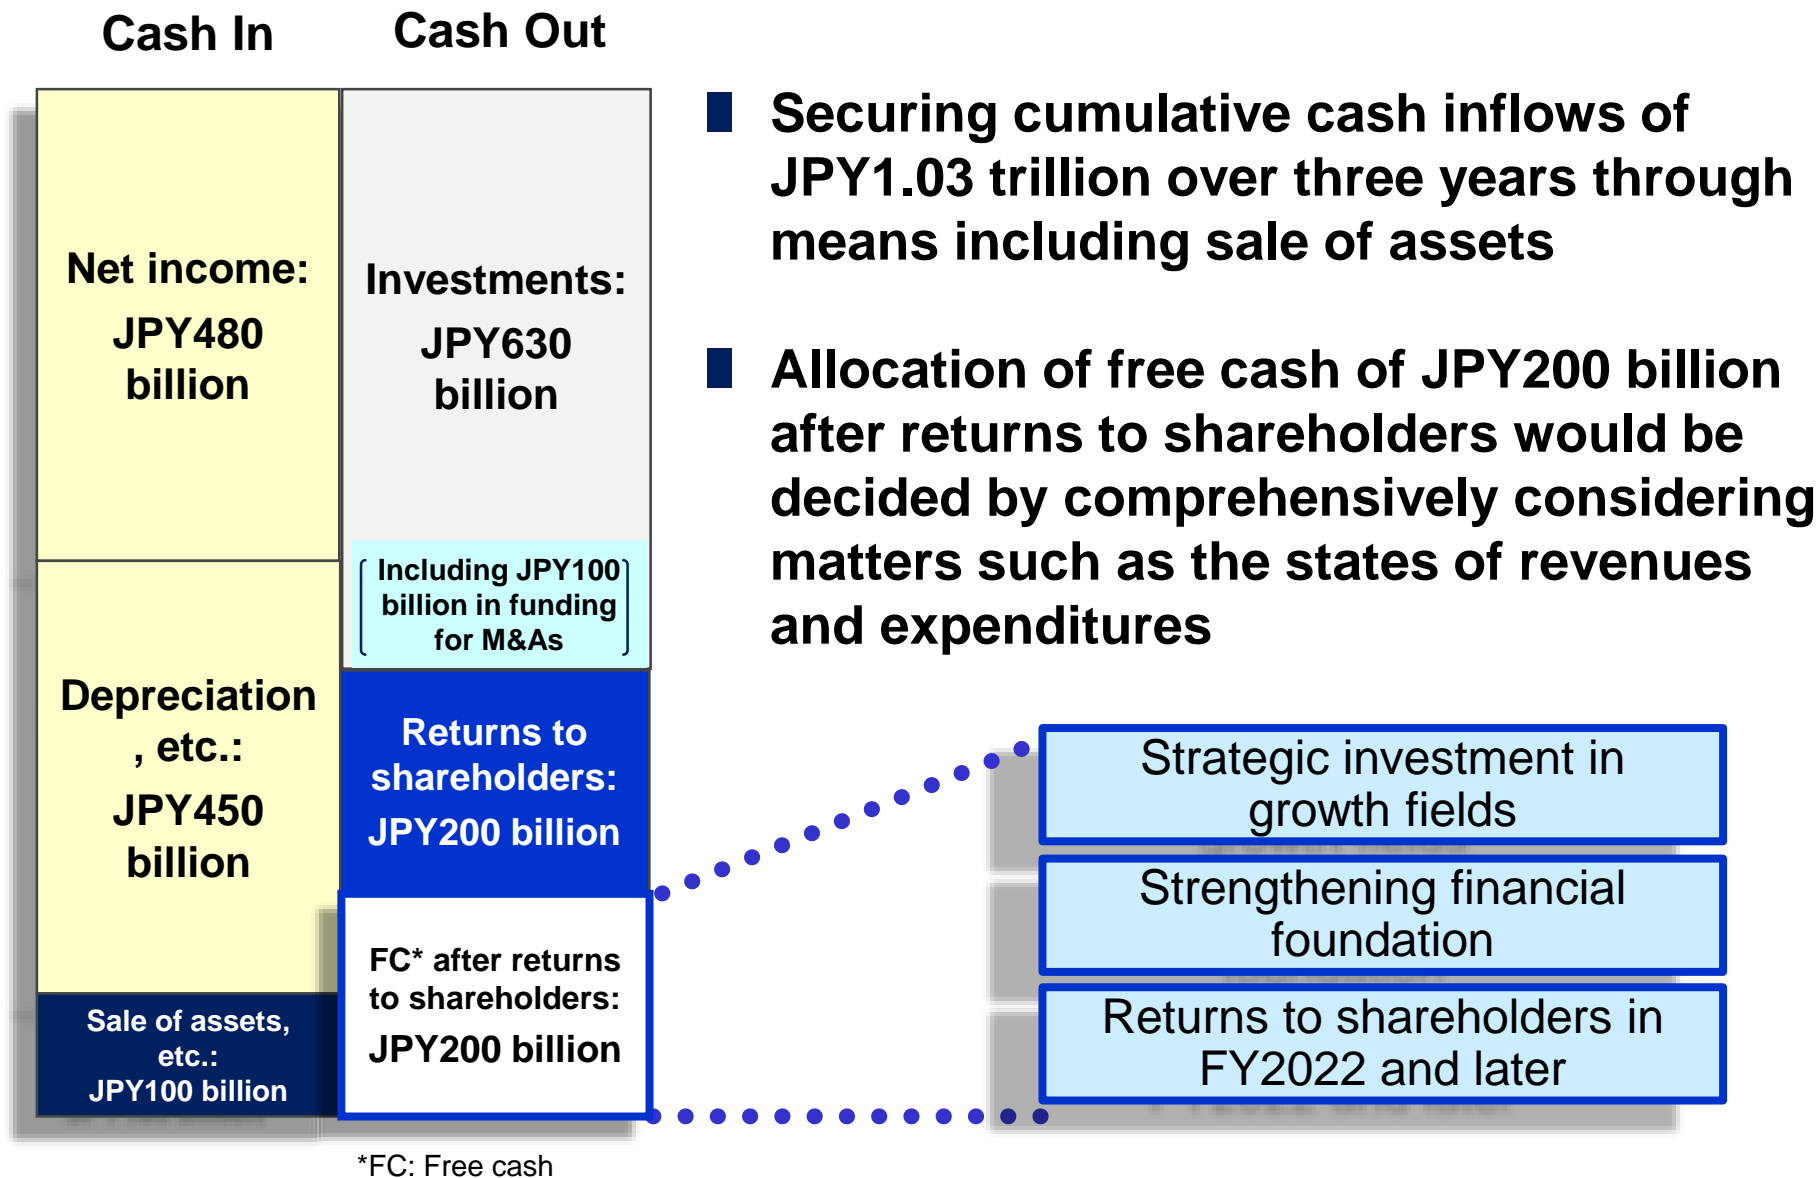 Cash In
Cash Out
Net income:
JPY480
billion
Depreciation
, etc.:
JPY450
billion
Sale of assets,
etc.:
JPY100 billion
Investments:
JPY630
billion
Including JPY100
billion in funding
for M&As
Returns to
shareholders:
JPY200 billion
FC* after returns
to shareholders:
JPY200 billion
*FC: Free cash
Securing cumulative cash inflows of
JPY1.03 trillion over three years through
means including sale of assets
Allocation of free cash of JPY200 billion
after returns to shareholders would be
decided by comprehensively considering
matters such as the states of revenues
and expenditures
Strategic investment in
growth fields
Strengthening financial
foundation
Returns to shareholders in
FY2022 and later